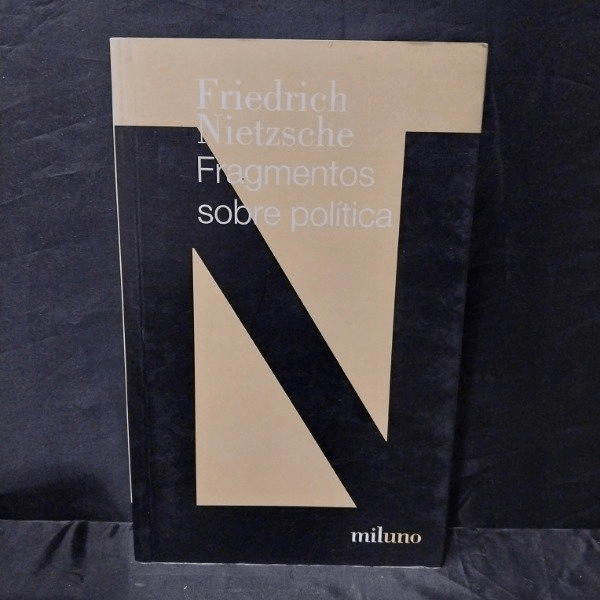 Friedrich
Nietzsche
Fragmentos
sobre política
miluno